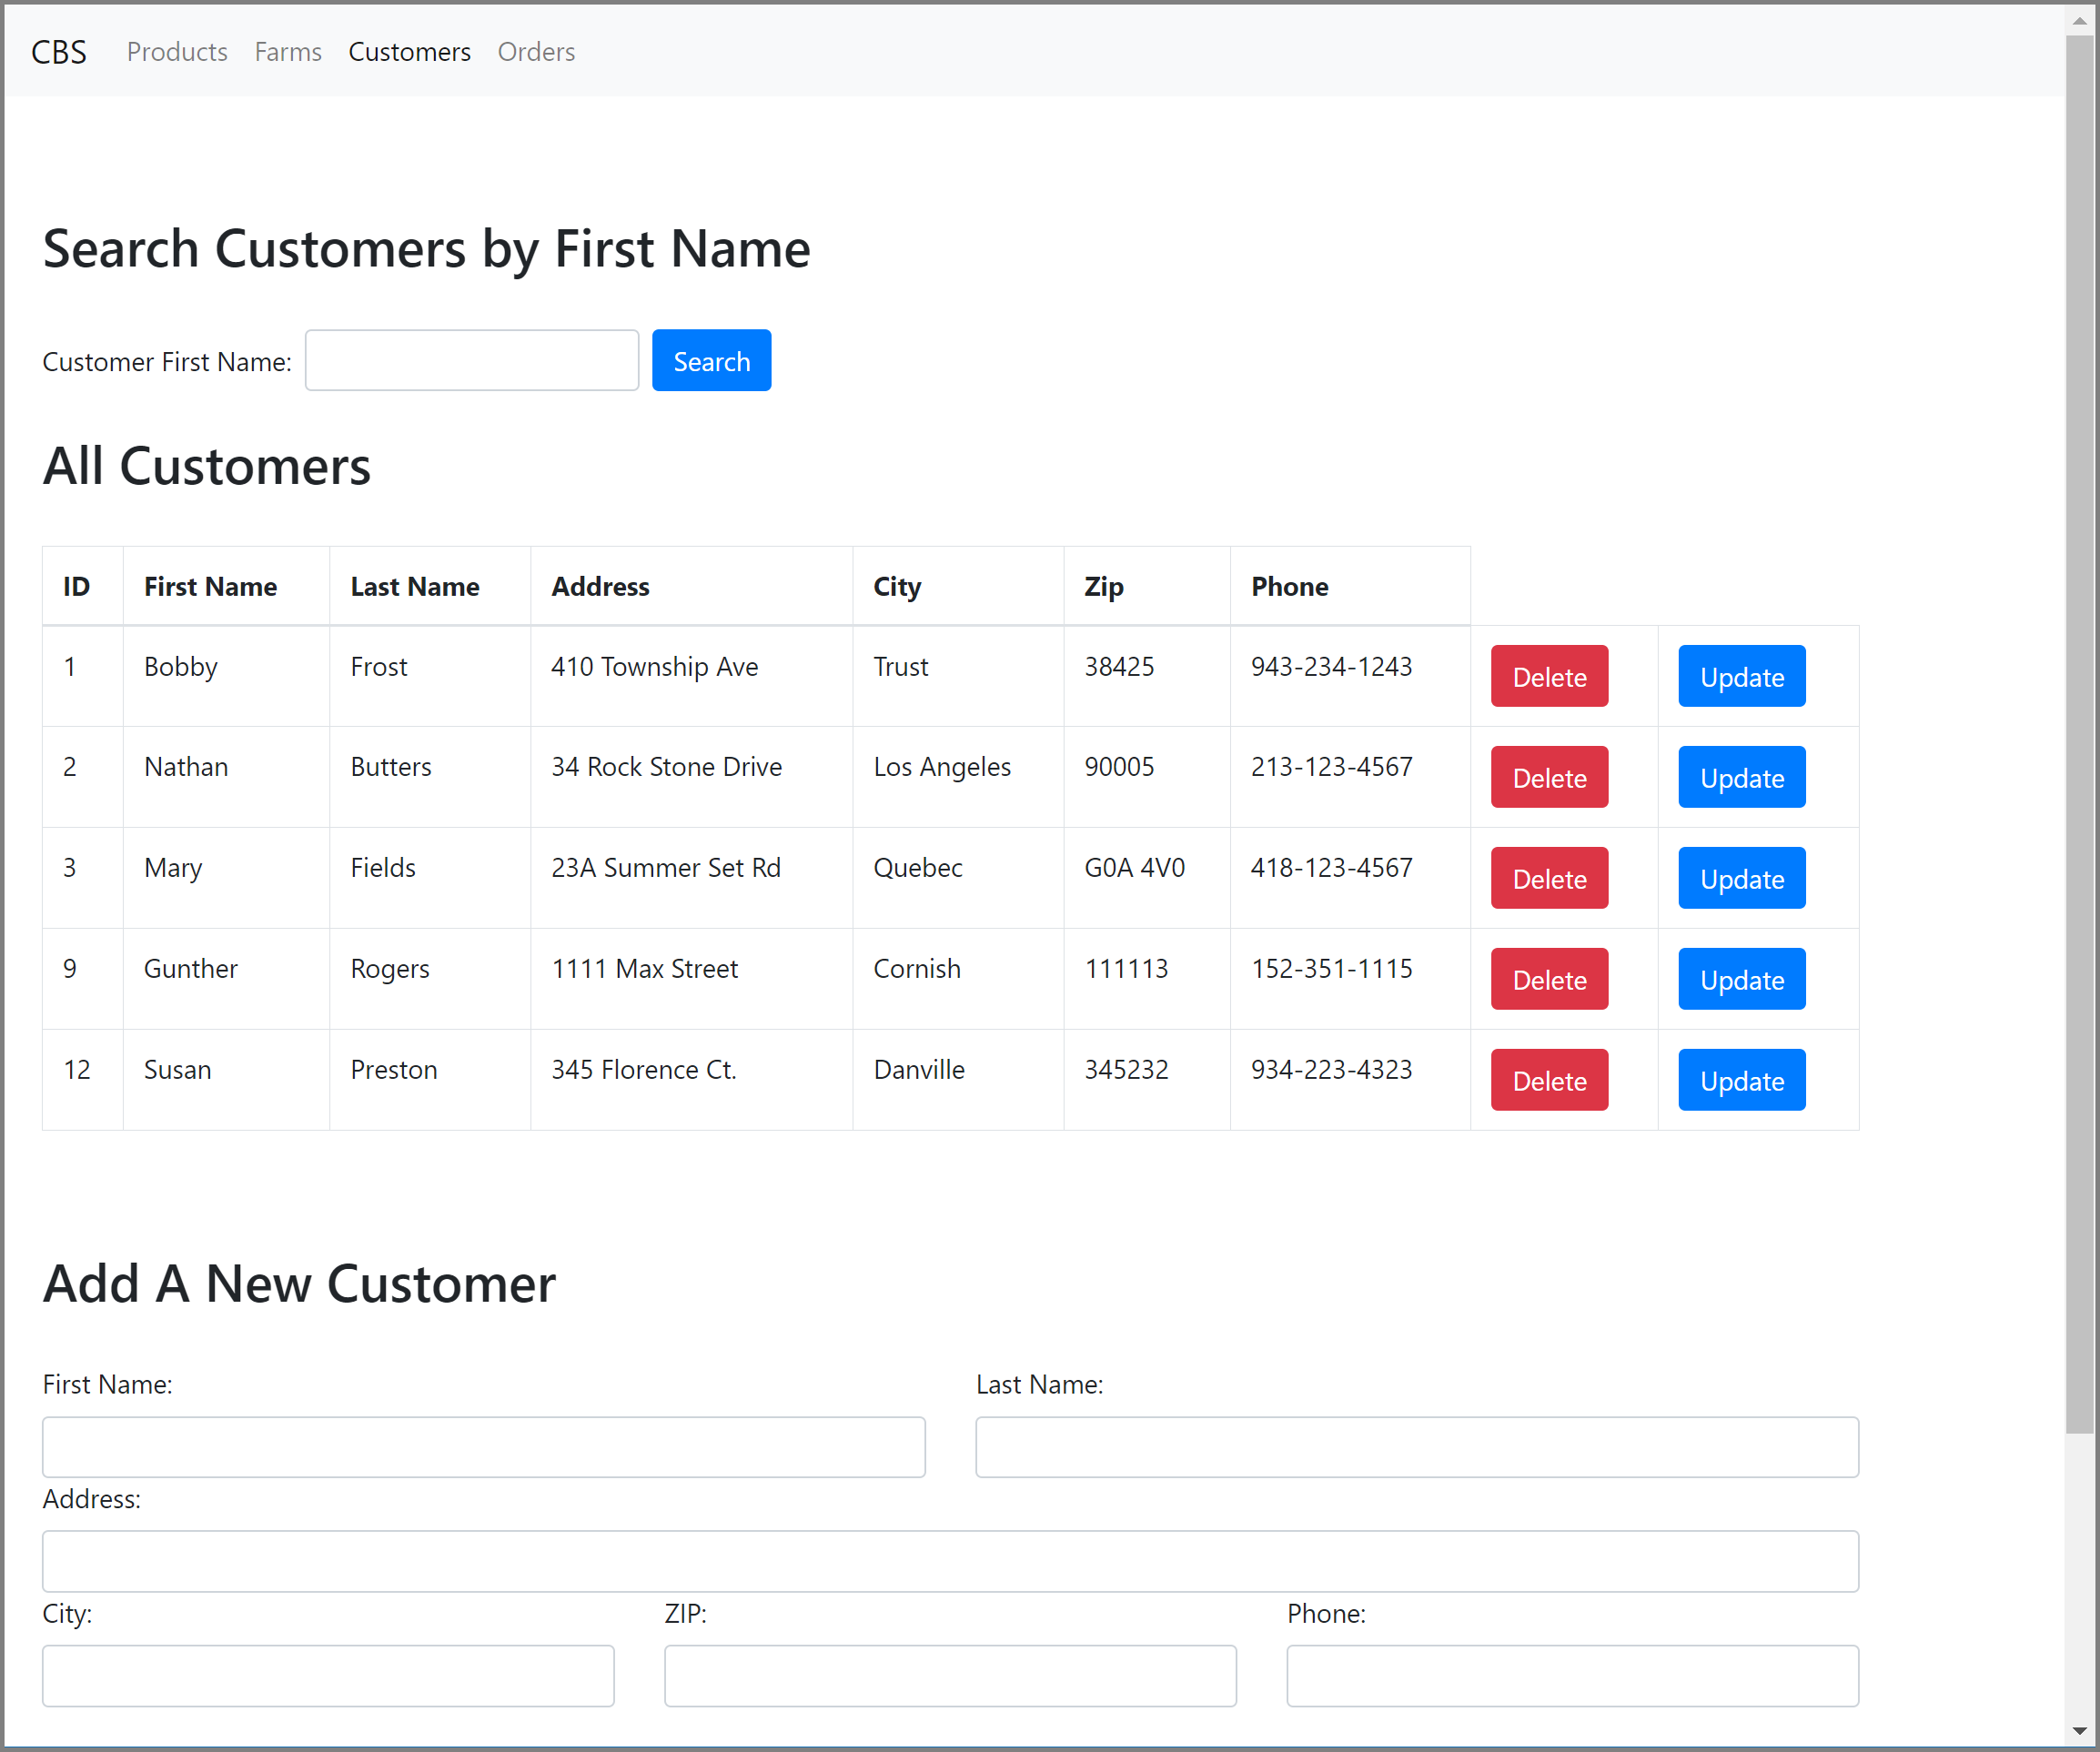 CBS Products Farms Customers Orders
Search Customers by First Name
Customer First Name: Search
All Customers
ID First Name Last Name Address City Zip Phone
1 Bobby Frost 410 Township Ave Trust 38425 943-234-1243 Delete Update
2 Nathan Butters 34 Rock Stone Drive Los Angeles 90005 213-123-4567 Delete Update
3 Mary Fields 23A Summer Set Rd Quebec G0A 4V0 418-123-4567 Delete Update
9 Gunther Rogers 1111 Max Street Cornish 111113 152-351-1115 Delete Update
12 Susan Preston 345 Florence Ct. Danville 345232 934-223-4323 Delete Update
Add A New Customer
First Name: Last Name:
Address:
City: ZIP: Phone: